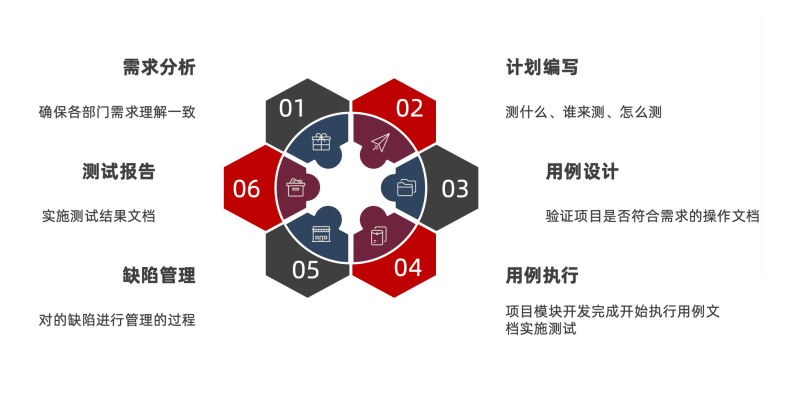 需求分析
确保各部门需求理解一致
01
02
计划编写
测什么、谁来测、怎么测
测试报告
实施测试结果文档
06
03
用例设计
验证项目是否符合需求的操作文档
缺陷管理
对的缺陷进行管理的过程
05
04
用例执行
项目模块开发完成开始执行用例文
档实施测试